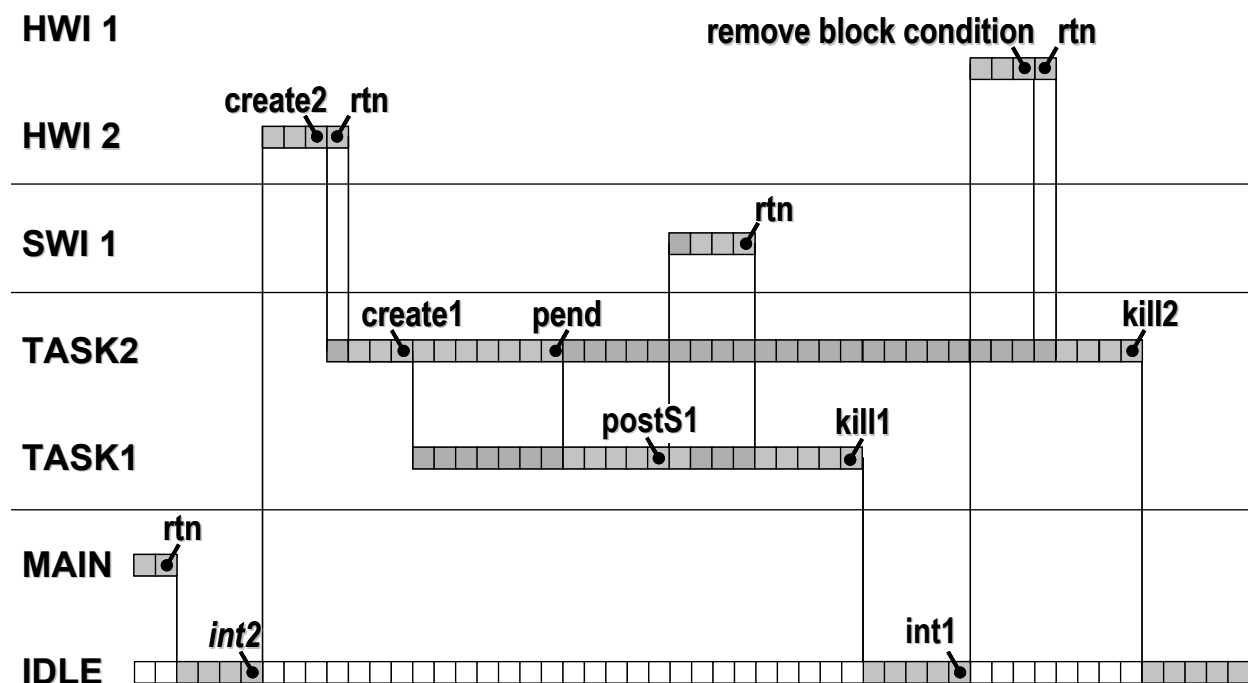 HWI 1
remove block condition rtn
create2 rtn
HWI 2
rtn
SWI 1
create1 pend kill2
TASK2
postS1 kill1
TASK1
rtn
MAIN
int2 int1
IDLE